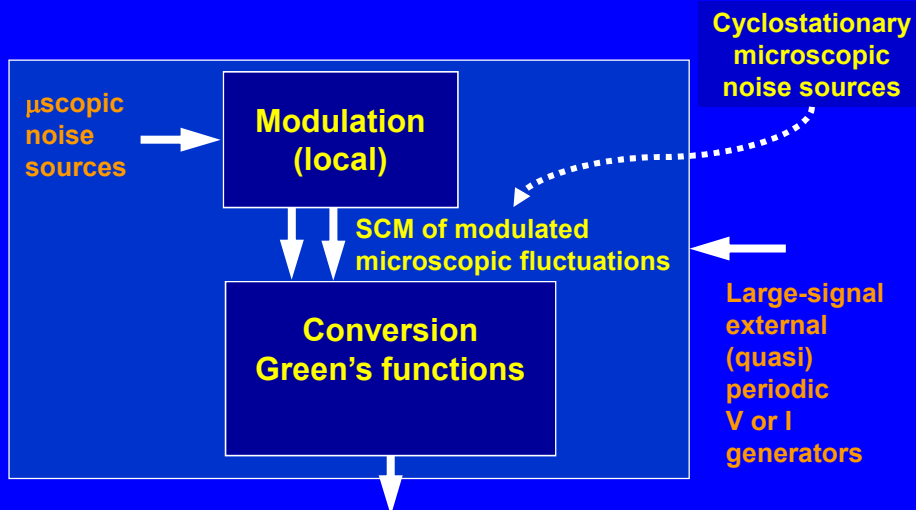 Cyclostationary
microscopic
noise sources
μscopic
noise
sources
Modulation
(local)
SCM of modulated
microscopic fluctuations
Conversion
Green's functions
Large-signal
external
(quasi)
periodic
V or I
generators